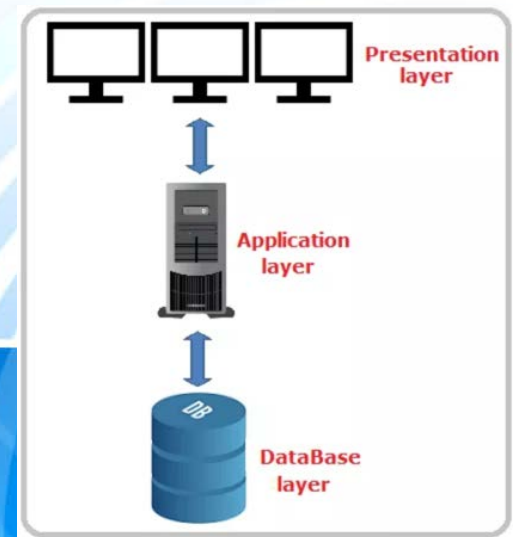 Presentation
layer
Application
layer
DB
DataBase
layer